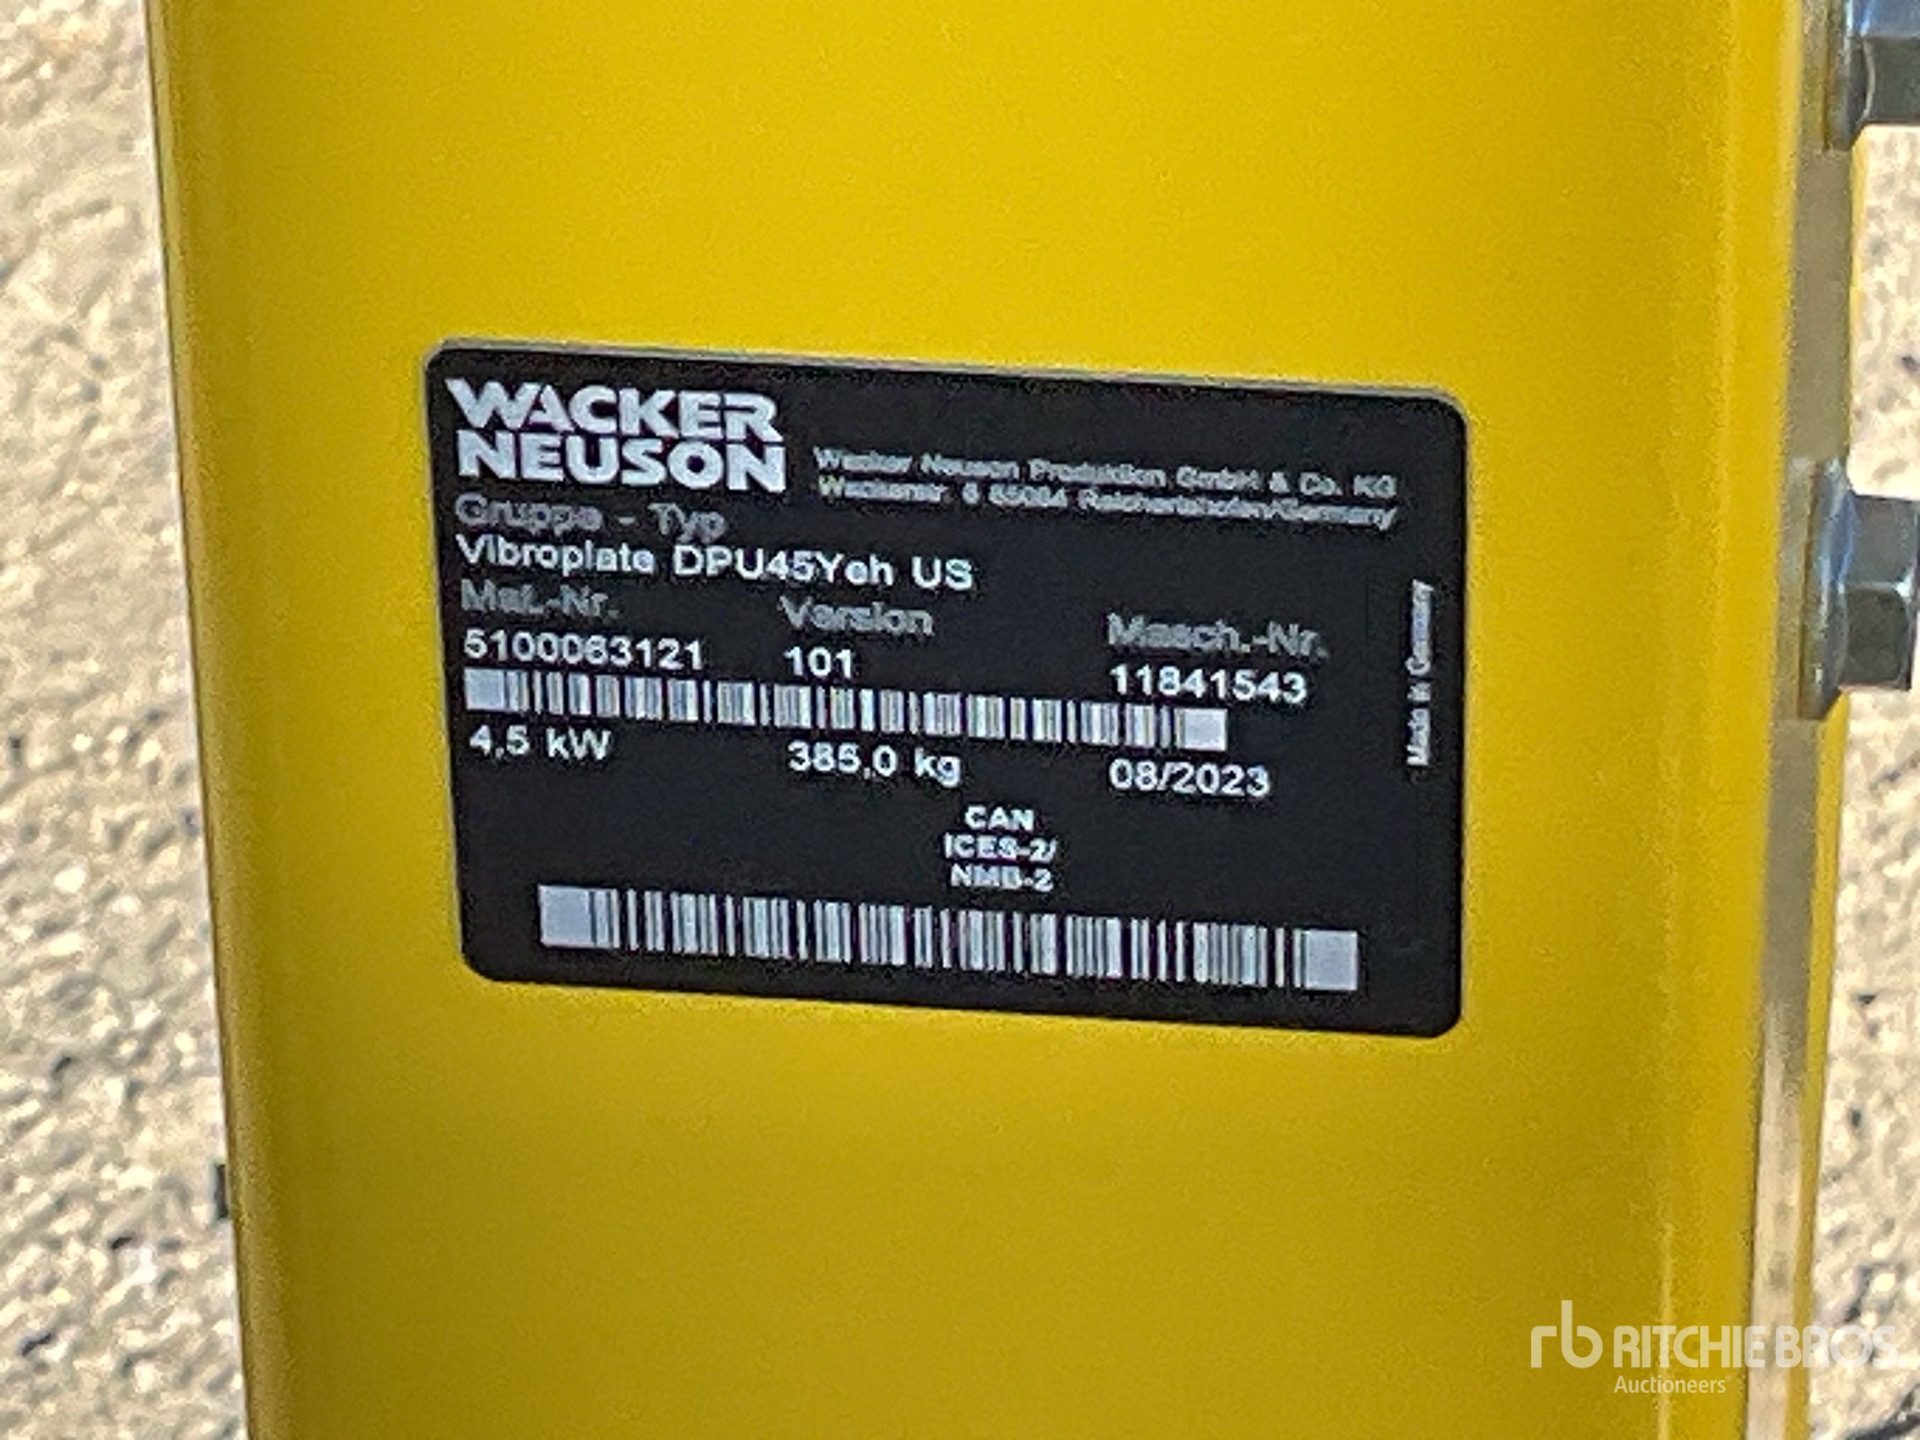 WACKER
NEUSON
Wacker Neuson Produktion GmbH & Co. KG
Wackerstr. 6 85084 Reichertshofen/Germany
Gruppe - Typ
Vibroplate DPU45Yeh US
Mat.-Nr. Version Masch.-Nr.
5100063121 101 11841543
4,5 kW 385,0 kg 08/2023
CAN
ICES-2/
NMB-2
Made in Germany
rb RITCHIE BROS.
Auctioneers